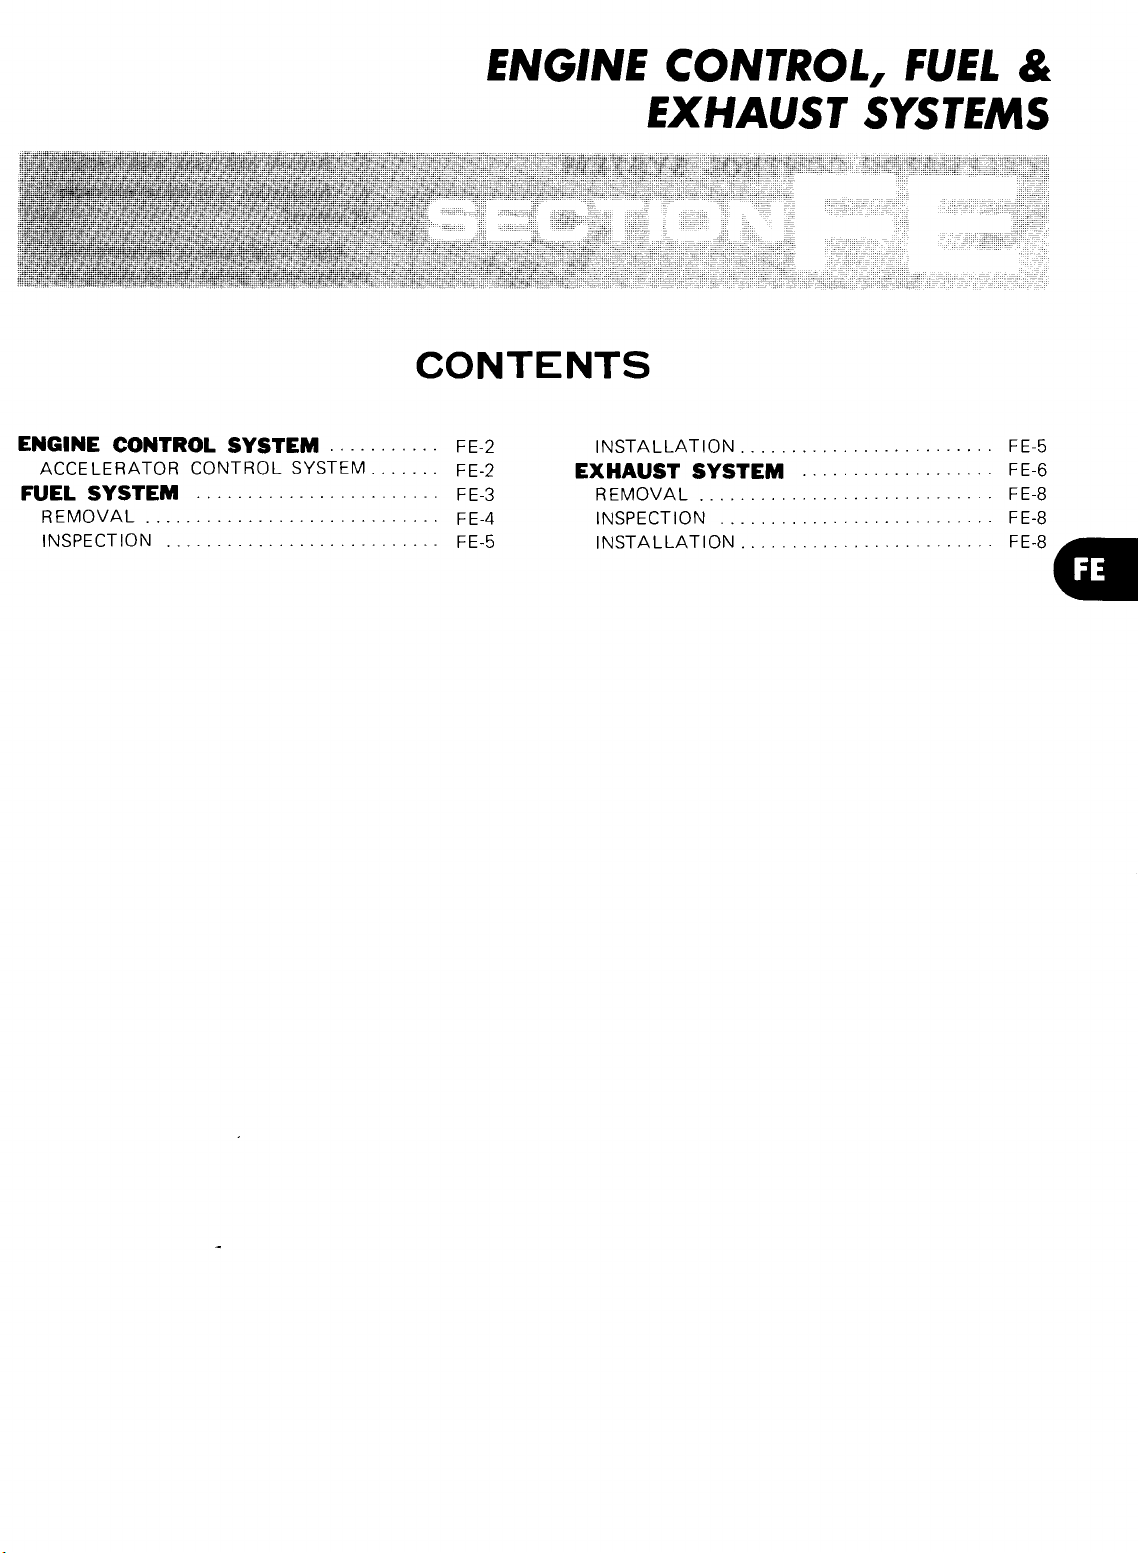 ENGINE CONTROL, FUEL &
EXHAUST SYSTEMS
SECTION FE
CONTENTS
ENGINE CONTROL SYSTEM ........... FE-2
ACCELERATOR CONTROL SYSTEM....... FE-2
FUEL SYSTEM ........................ FE-3
REMOVAL ............................. FE-4
INSPECTION ........................... FE-5
INSTALLATION......................... FE-5
EXHAUST SYSTEM ................... FE-6
REMOVAL ............................. FE-8
INSPECTION ........................... FE-8
INSTALLATION......................... FE-8
FE